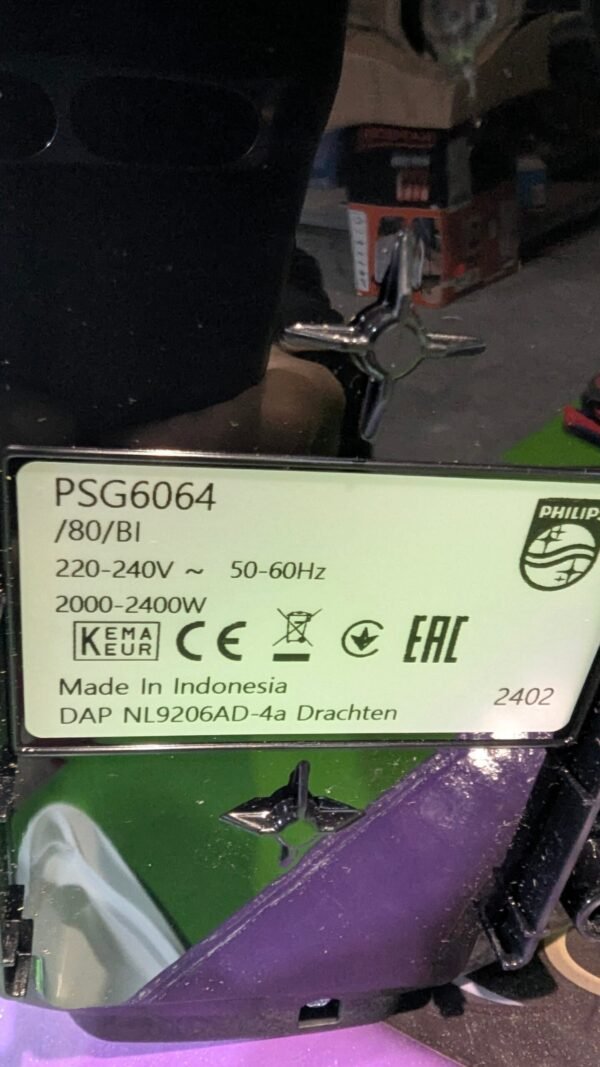 PSG6064
/80/BI
PHILIPS
220-240V ~ 50-60Hz
2000-2400W
KEMA
KEUR
CE
EAC
Made In Indonesia
2402
DAP NL9206AD-4a Drachten